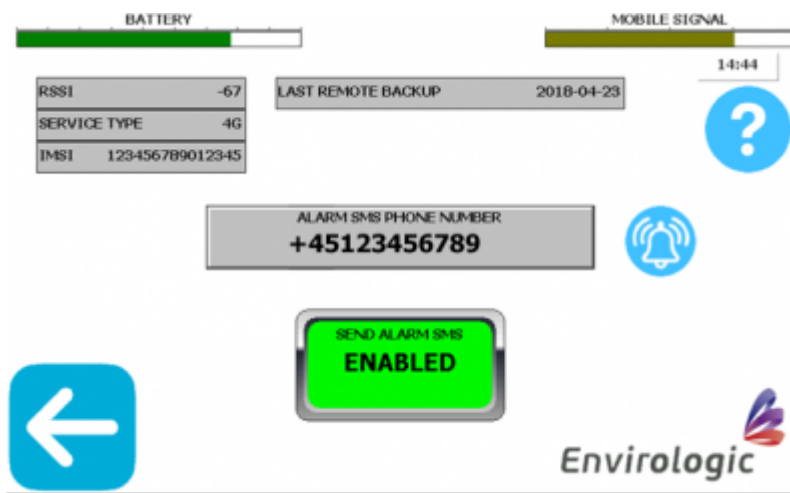 BATTERY
MOBILE SIGNAL
14:44
RSSI -67
LAST REMOTE BACKUP 2018-04-23
SERVICE TYPE 4G
IMSI 123456789012345
?
ALARM SMS PHONE NUMBER
+45123456789
SEND ALARM SMS
ENABLED
Envirologic